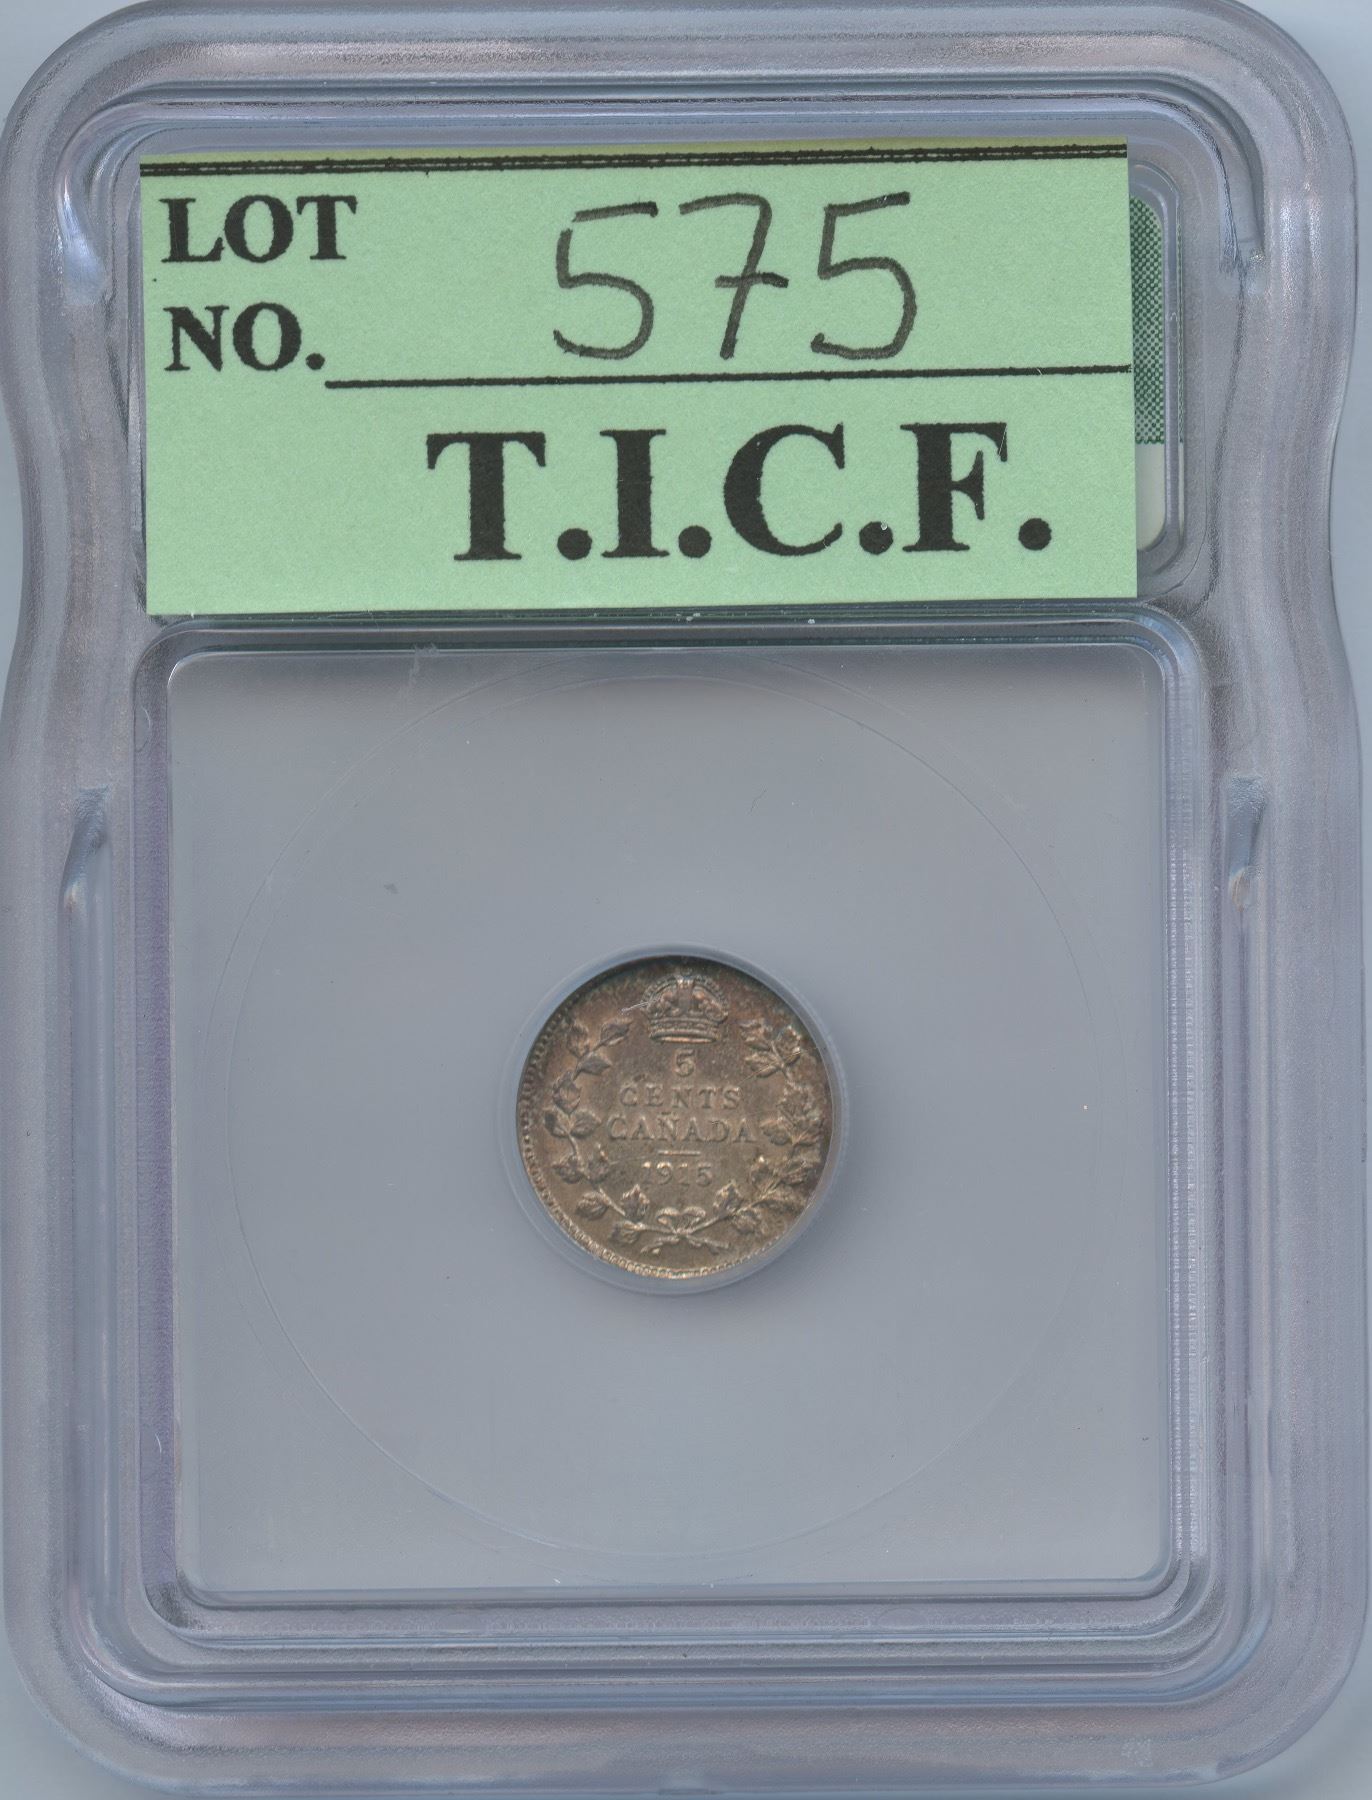 LOT
NO. 575
T.I.C.F.
5
CENTS
CANADA
1915